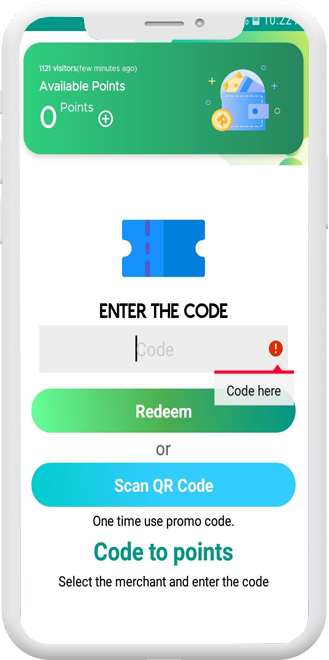 10:22
1121 visitors(few minutes ago)
Available Points
0 Points
ENTER THE CODE
Code
Code here
Redeem
or
Scan QR Code
One time use promo code.
Code to points
Select the merchant and enter the code